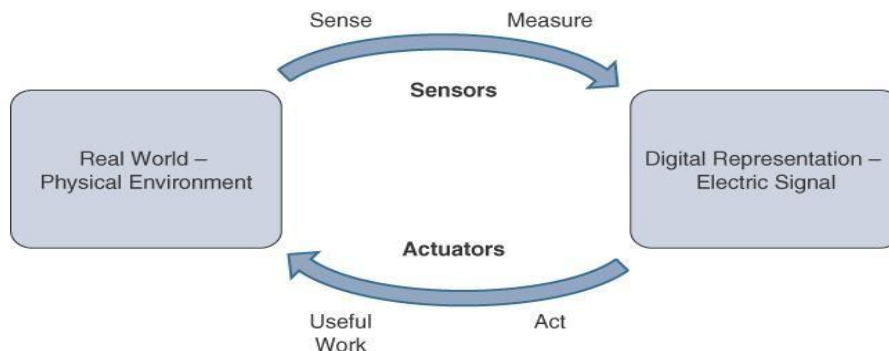 Sense
Measure
Sensors
Real World –
Physical Environment
Digital Representation –
Electric Signal
Actuators
Useful
Work
Act